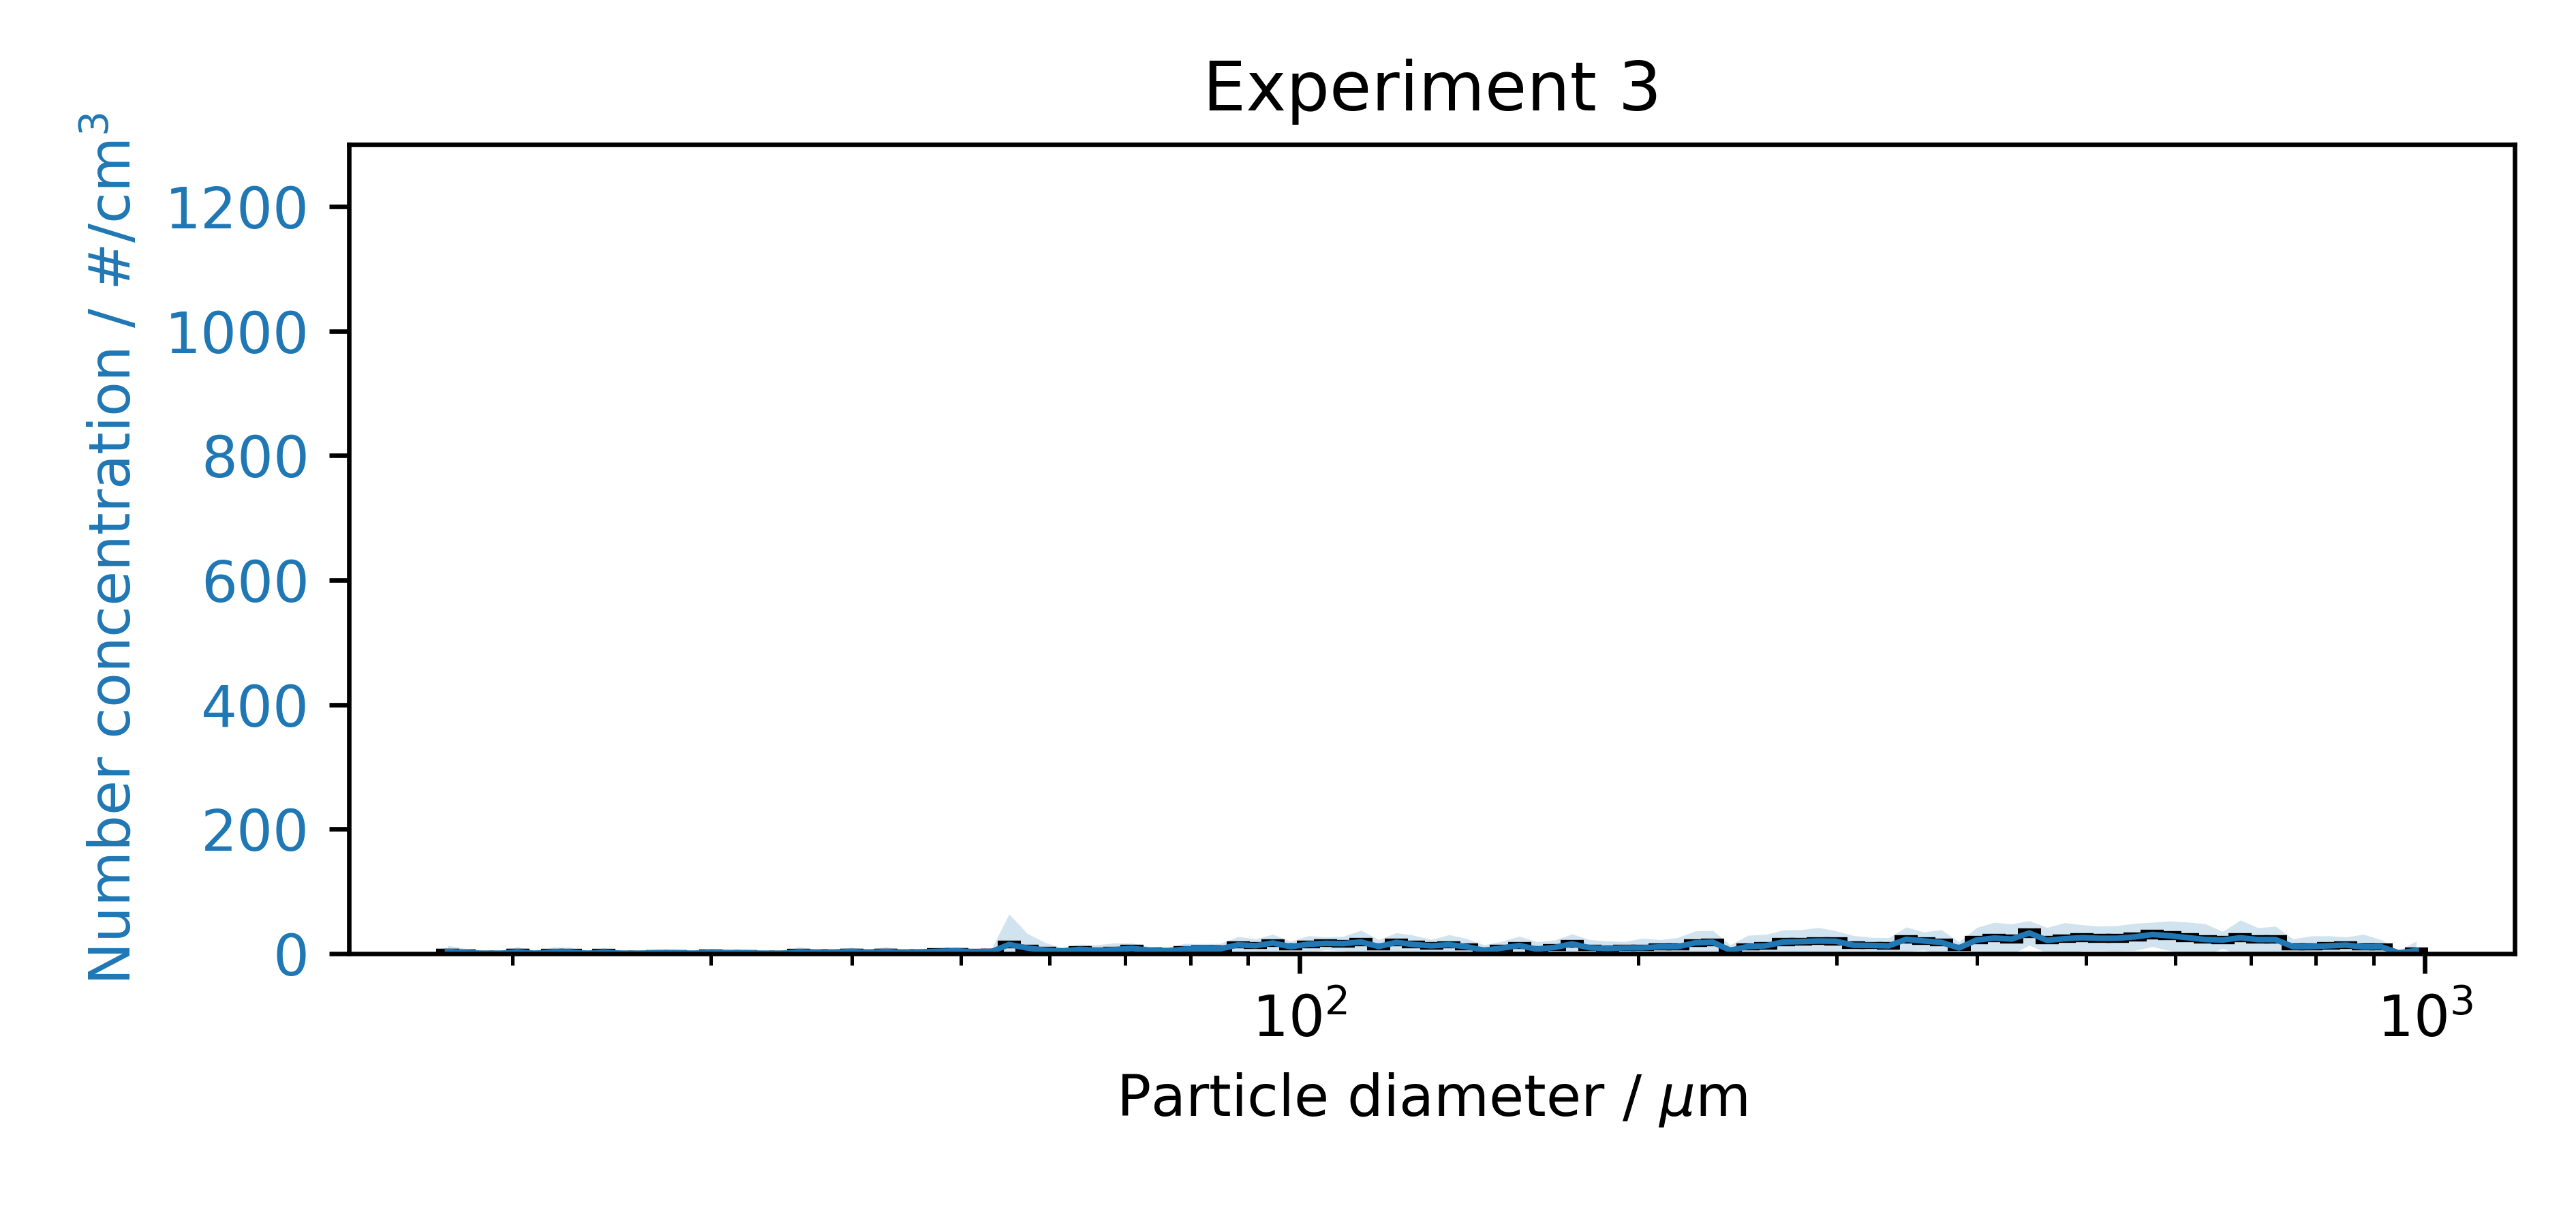 Experiment 3
Number concentration / #/cm³
1200
1000
800
600
400
200
0
10² 10³
Particle diameter / μm